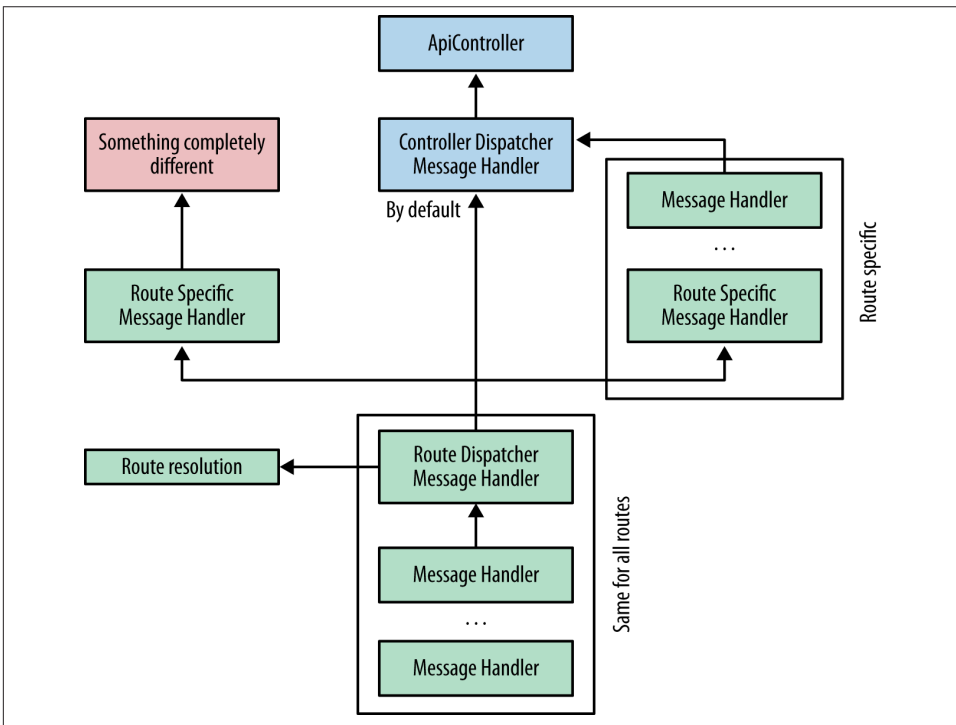 ApiController
Something completely
different
Controller Dispatcher
Message Handler
By default
Message Handler
...
Route Specific
Message Handler
Route specific
Route Specific
Message Handler
Route resolution
Route Dispatcher
Message Handler
Message Handler
...
Message Handler
Same for all routes